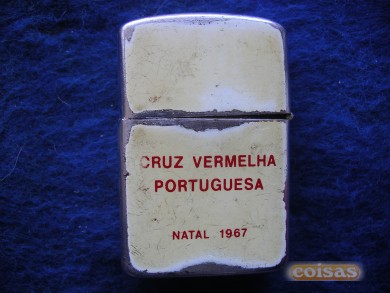 CRUZ VERMELHA
PORTUGUESA
NATAL 1967
coisas